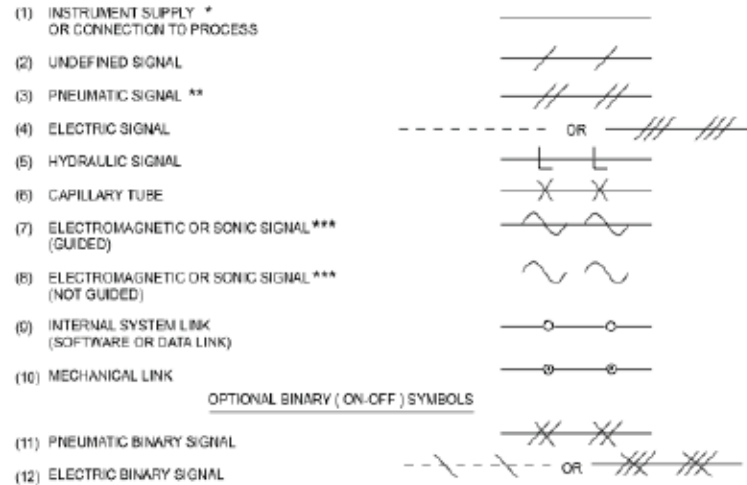 (1) INSTRUMENT SUPPLY *
OR CONNECTION TO PROCESS
(2) UNDEFINED SIGNAL
(3) PNEUMATIC SIGNAL **
(4) ELECTRIC SIGNAL OR
(5) HYDRAULIC SIGNAL
(6) CAPILLARY TUBE
(7) ELECTROMAGNETIC OR SONIC SIGNAL ***
(GUIDED)
(8) ELECTROMAGNETIC OR SONIC SIGNAL ***
(NOT GUIDED)
(9) INTERNAL SYSTEM LINK
(SOFTWARE OR DATA LINK)
(10) MECHANICAL LINK
OPTIONAL BINARY ( ON-OFF ) SYMBOLS
(11) PNEUMATIC BINARY SIGNAL
(12) ELECTRIC BINARY SIGNAL OR